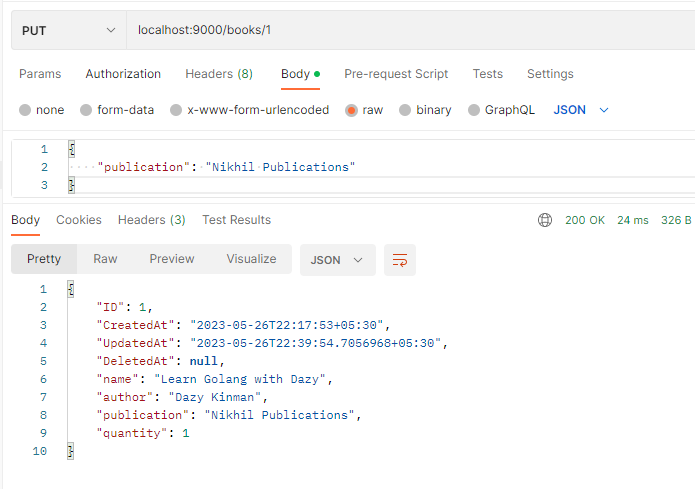 PUT localhost:9000/books/1
Params Authorization Headers (8) Body Pre-request Script Tests Settings
none form-data x-www-form-urlencoded raw binary GraphQL JSON
1 {
2 "publication": "Nikhil Publications"
3 }
Body Cookies Headers (3) Test Results 200 OK 24 ms 326 B
Pretty Raw Preview Visualize JSON
1 {
2 "ID": 1,
3 "CreatedAt": "2023-05-26T22:17:53+05:30",
4 "UpdatedAt": "2023-05-26T22:39:54.7056968+05:30",
5 "DeletedAt": null,
6 "name": "Learn Golang with Dazy",
7 "author": "Dazy Kinman",
8 "publication": "Nikhil Publications",
9 "quantity": 1
10 }